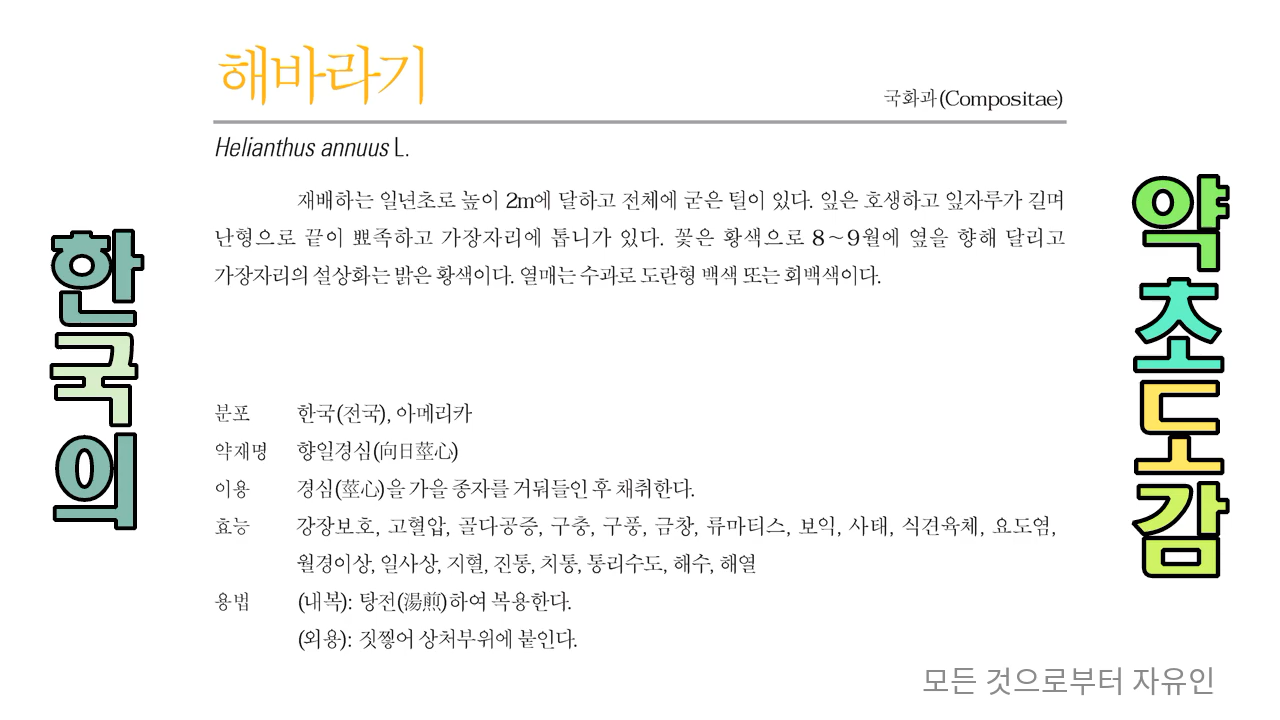 해바라기
국화과(Compositae)
Helianthus annuus L.
재배하는 일년초로 높이 2m에 달하고 전체에 굳은 털이 있다. 잎은 호생하고 잎자루가 길며
난형으로 끝이 뾰족하고 가장자리에 톱니가 있다. 꽃은 황색으로 8~9월에 옆을 향해 달리고
가장자리의 설상화는 밝은 황색이다. 열매는 수과로 도란형 백색 또는 회백색이다.
분포 한국(전국), 아메리카
약재명 향일경심(向日莖心)
이용 경심(莖心)을 가을 종자를 거둬들인 후 채취한다.
효능 강장보호, 고혈압, 골다공증, 구충, 구풍, 금창, 류마티스, 보익, 사태, 식견육체, 요도염,
월경이상, 일사상, 지혈, 진통, 치통, 통리수도, 해수, 해열
용법 (내복): 탕전(湯煎)하여 복용한다.
(외용): 짓찧어 상처부위에 붙인다.
한국의
약초도감
모든 것으로부터 자유인